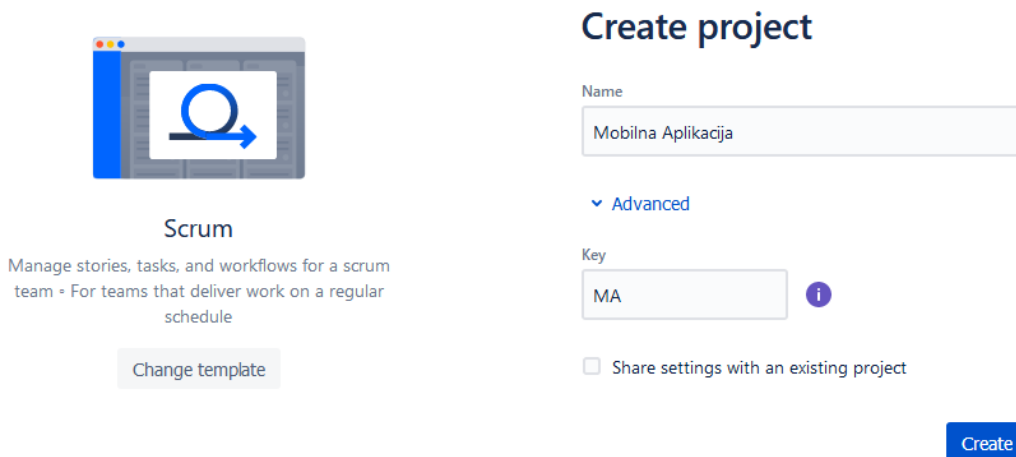 Create project
Name
Mobilna Aplikacija
Advanced
Key
MA
i
Share settings with an existing project
Create
Scrum
Manage stories, tasks, and workflows for a scrum
team • For teams that deliver work on a regular
schedule
Change template